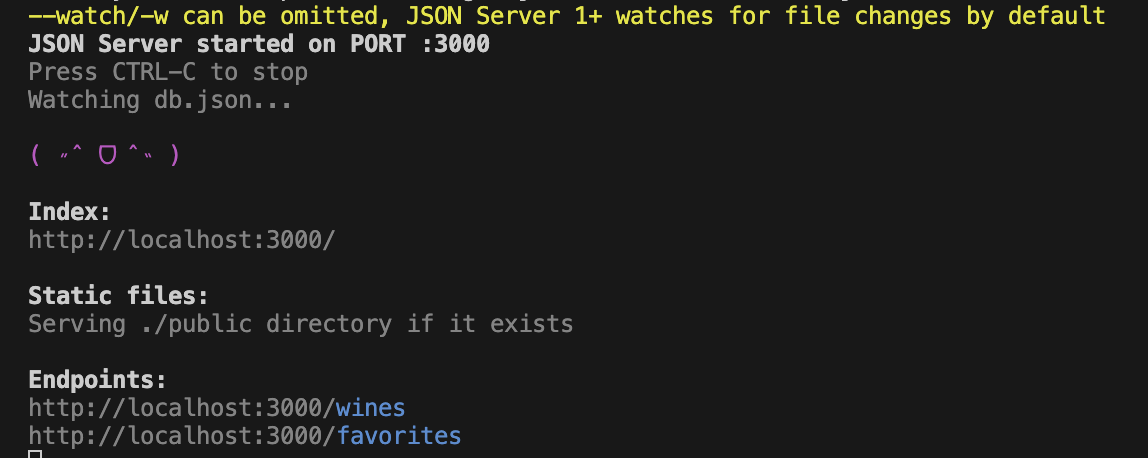 --watch/-w can be omitted, JSON Server 1+ watches for file changes by default
JSON Server started on PORT :3000
Press CTRL-C to stop
Watching db.json...
( ˶ˆ ᗜ ˆ˵ )
Index:
http://localhost:3000/
Static files:
Serving ./public directory if it exists
Endpoints:
http://localhost:3000/wines
http://localhost:3000/favorites